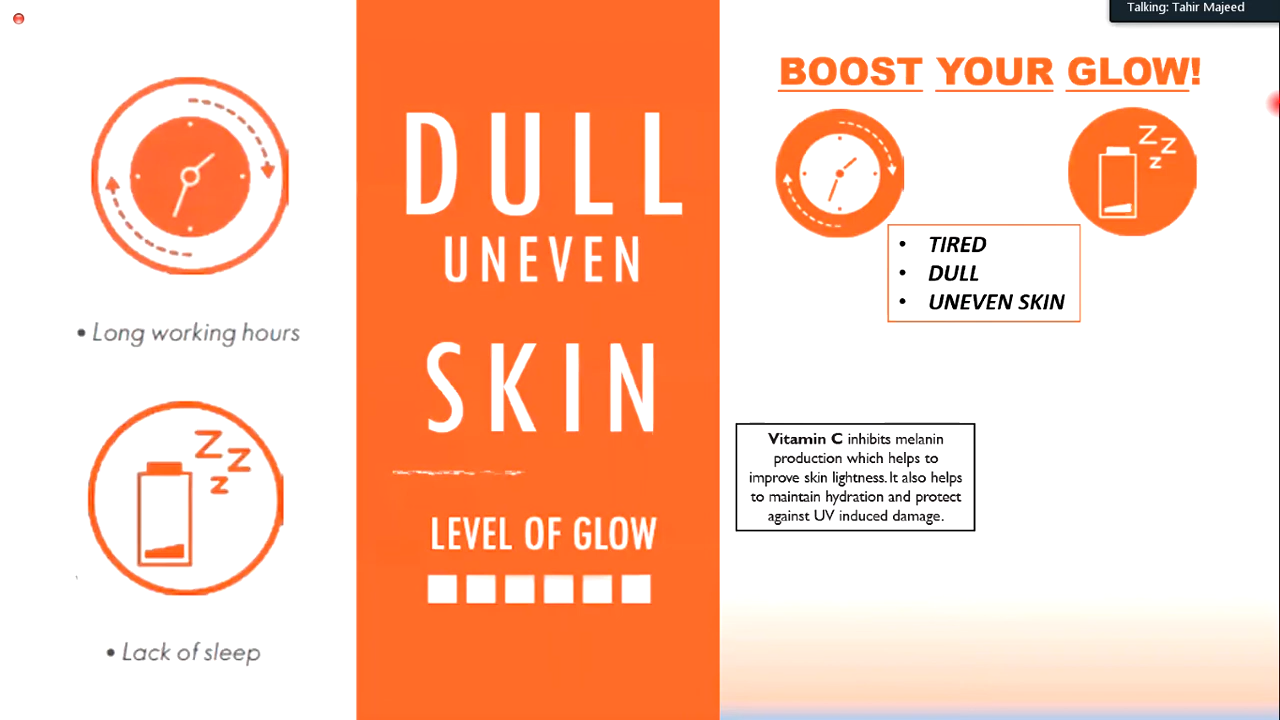 Talking: Tahir Majeed
• Long working hours
Z Z Z
• Lack of sleep
DULL
UNEVEN
SKIN
LEVEL OF GLOW
BOOST YOUR GLOW!
Z Z Z
• TIRED
• DULL
• UNEVEN SKIN
Vitamin C inhibits melanin
production which helps to
improve skin lightness. It also helps
to maintain hydration and protect
against UV induced damage.